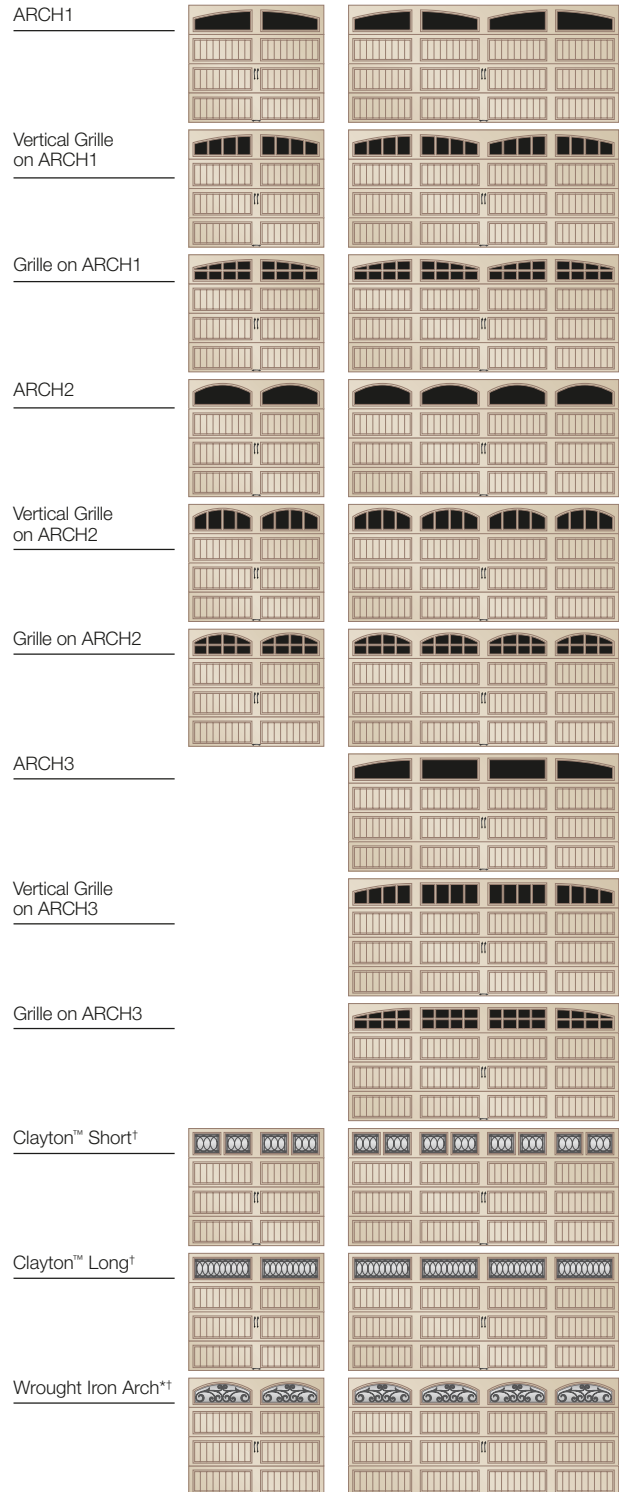 ARCH1
Vertical Grille
on ARCH1
Grille on ARCH1
ARCH2
Vertical Grille
on ARCH2
Grille on ARCH2
ARCH3
Vertical Grille
on ARCH3
Grille on ARCH3
Clayton™ Short†
Clayton™ Long†
Wrought Iron Arch*†